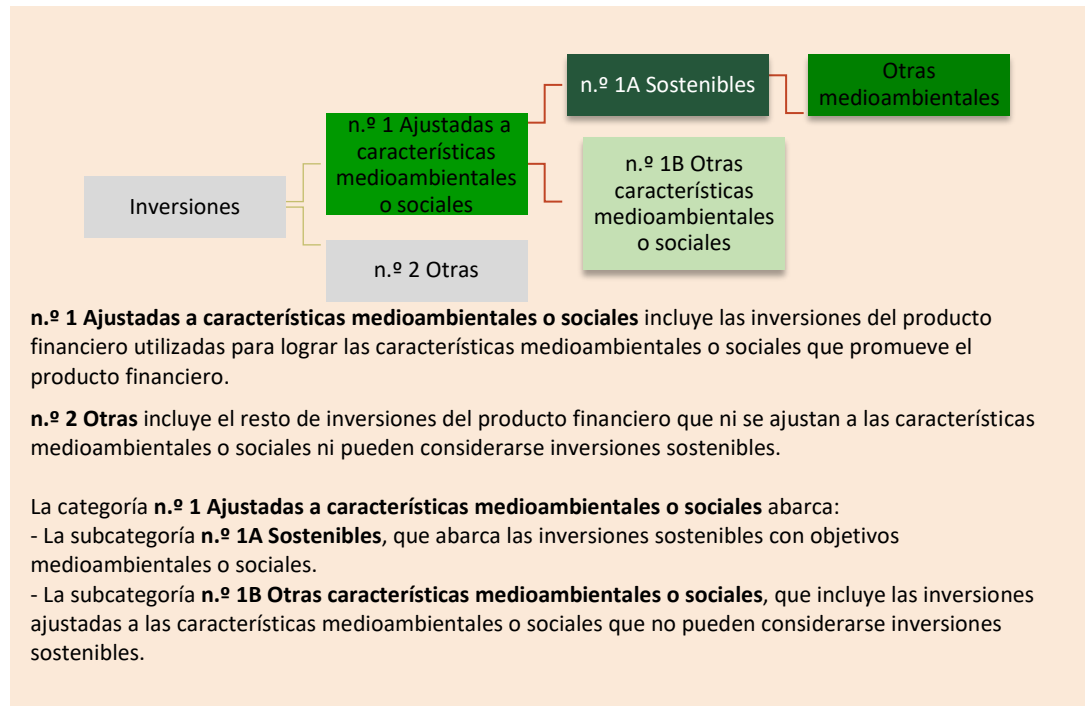 n.º 1A Sostenibles
Otras
medioambientales
n.º 1 Ajustadas a
características
medioambientales
o sociales
n.º 1B Otras
características
medioambientales
o sociales
Inversiones
n.º 2 Otras
n.º 1 Ajustadas a características medioambientales o sociales incluye las inversiones del producto
financiero utilizadas para lograr las características medioambientales o sociales que promueve el
producto financiero.
n.º 2 Otras incluye el resto de inversiones del producto financiero que ni se ajustan a las características
medioambientales o sociales ni pueden considerarse inversiones sostenibles.
La categoría n.º 1 Ajustadas a características medioambientales o sociales abarca:
- La subcategoría n.º 1A Sostenibles, que abarca las inversiones sostenibles con objetivos
medioambientales o sociales.
- La subcategoría n.º 1B Otras características medioambientales o sociales, que incluye las inversiones
ajustadas a las características medioambientales o sociales que no pueden considerarse inversiones
sostenibles.